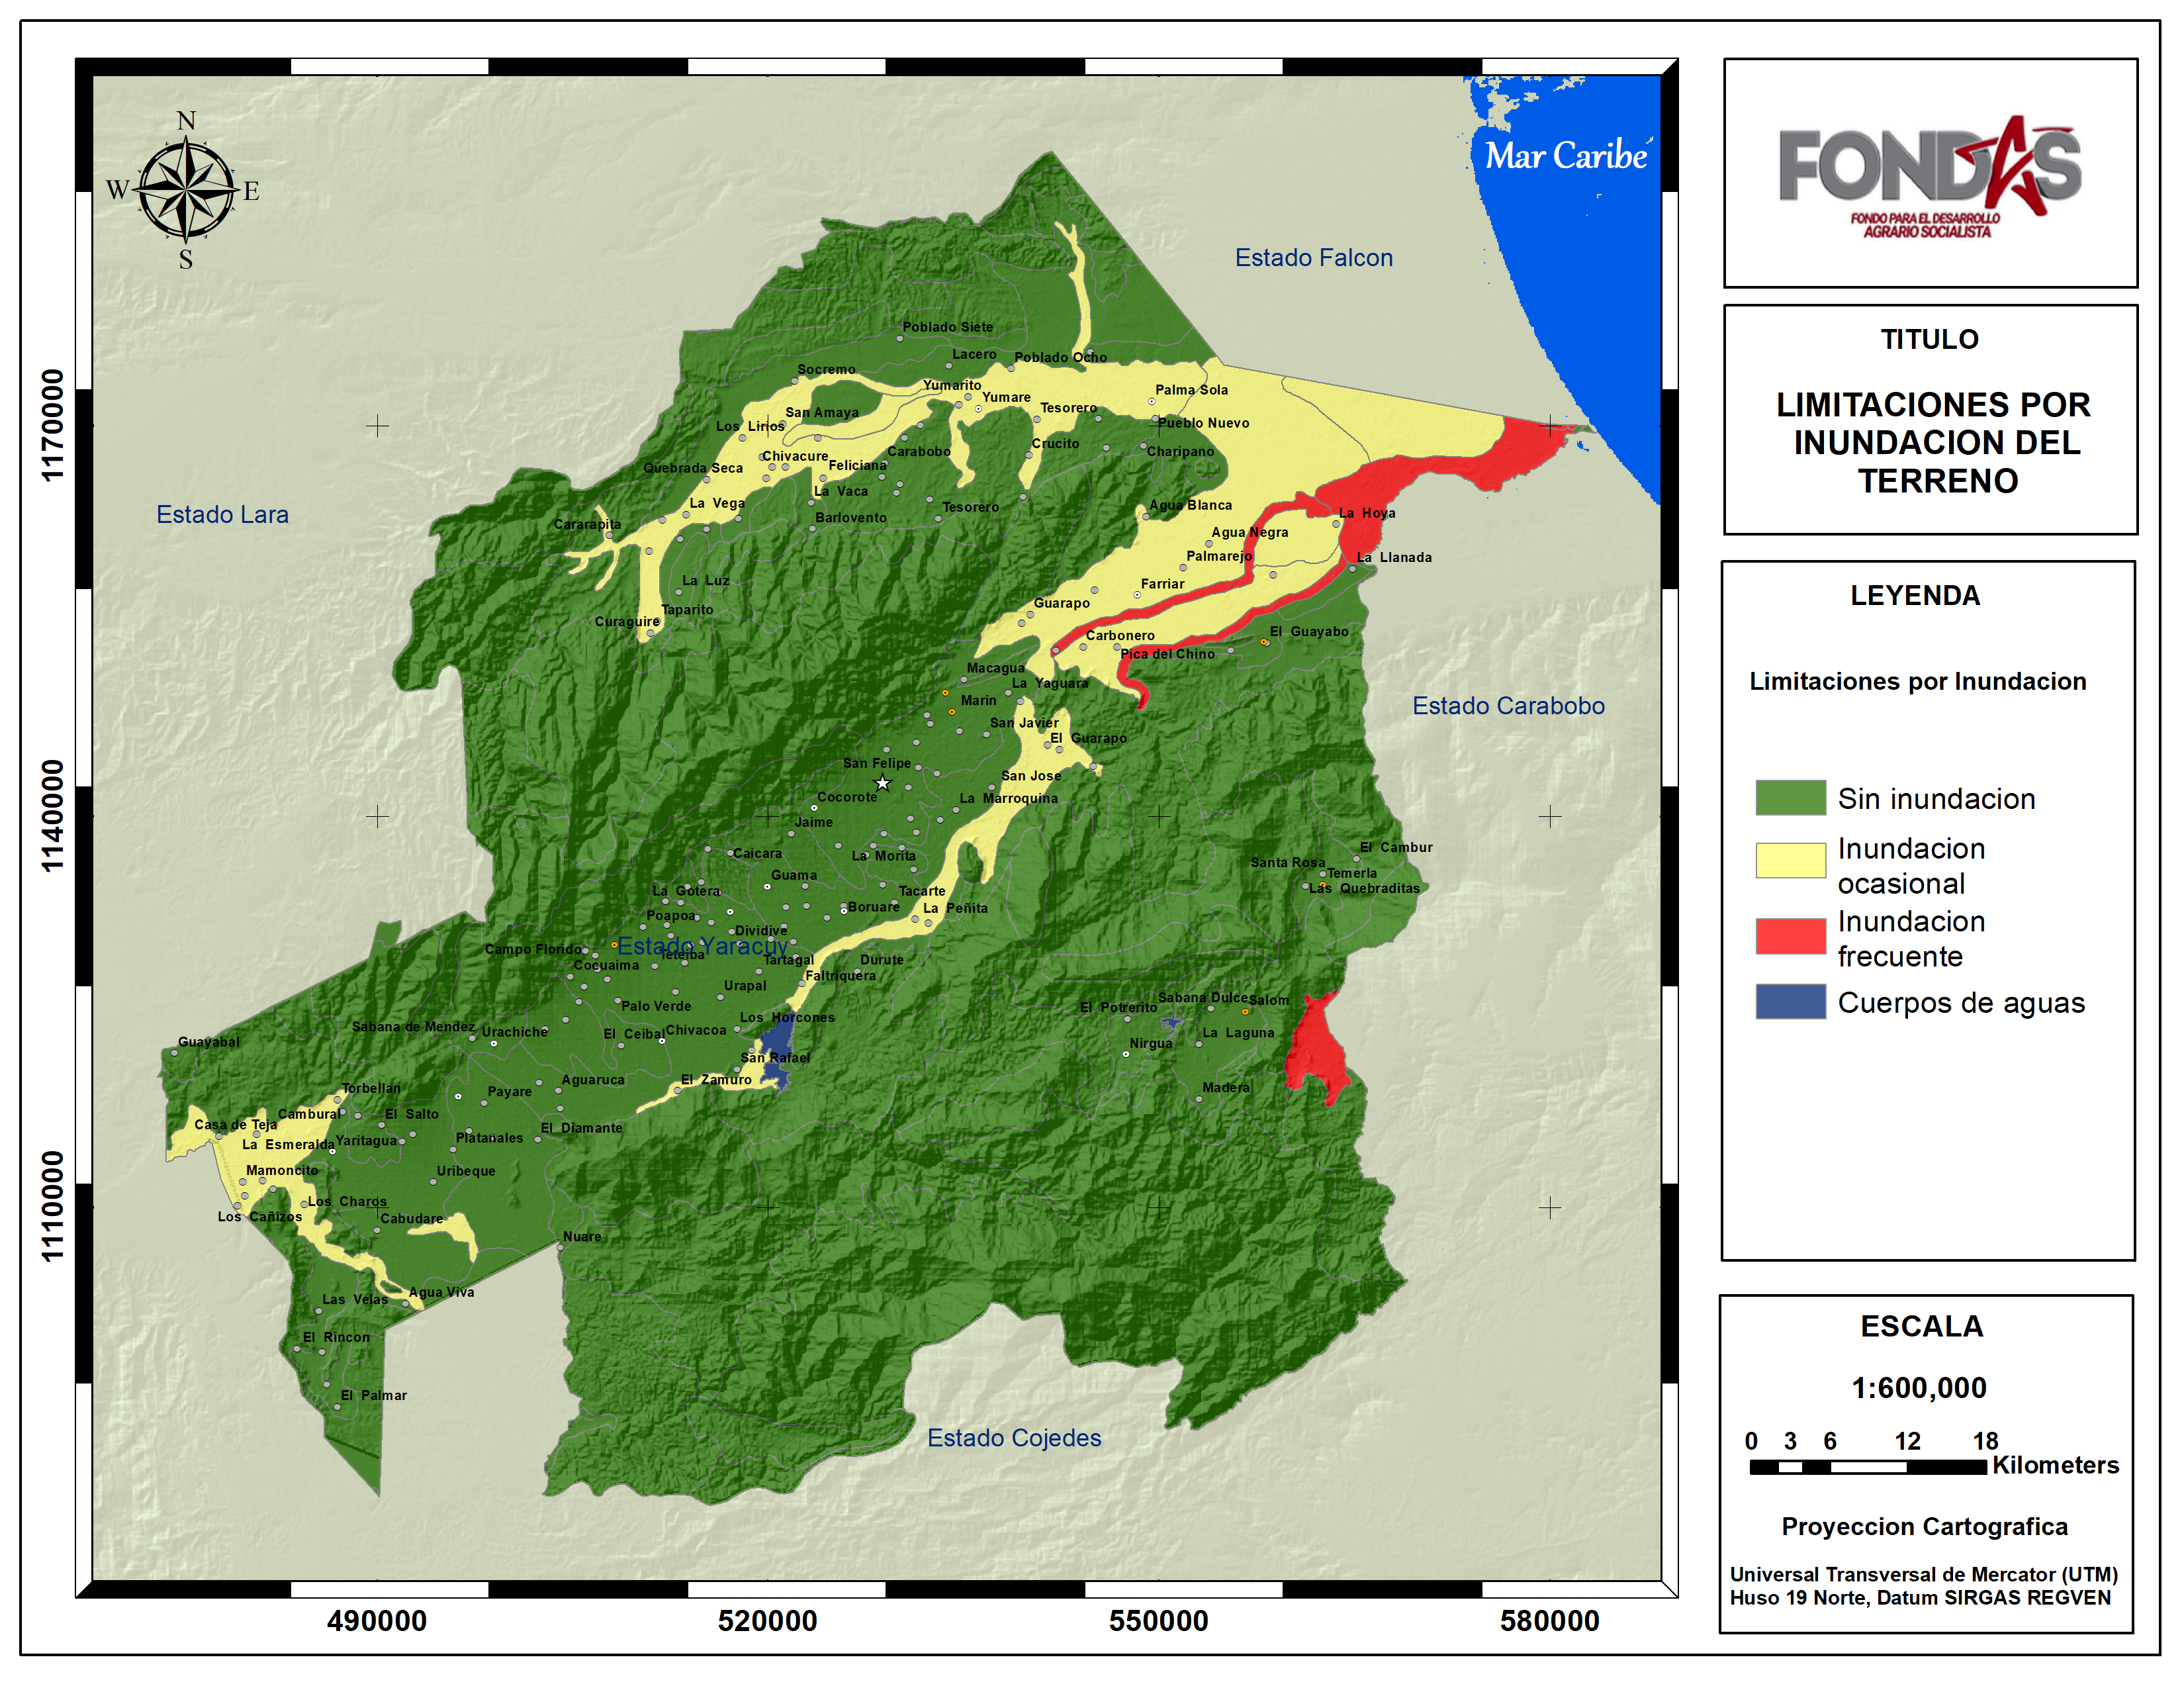 N
W
E
S
Mar Caribe
Estado Falcon
Estado Lara
Estado Carabobo
Estado Yaracuy
Estado Cojedes
Poblado Siete
Lacero
Poblado Ocho
Socremo
Yumarito
Yumare
Palma Sola
San Amaya
Tesorero
Pueblo Nuevo
Los Lirios
Crucito
Charipano
Carabobo
Chivacure
Feliciana
Quebrada Seca
La Vaca
La Vega
Barlovento
Tesorero
Agua Blanca
La Hoya
Cararapita
Agua Negra
Palmarejo
La Llanada
La Luz
Farriar
Taparito
Guarapo
Curaguire
Carbonero
El Guayabo
Pica del Chino
Macagua
La Yaguara
Marin
San Javier
El Guarapo
San Felipe
San Jose
Cocorote
La Marroquina
Jaime
Caicara
La Morita
El Cambur
Santa Rosa
Temerla
Las Quebraditas
Guama
La Gotera
Tacarte
Boruare
La Peñita
Poapoa
Dividive
Campo Florido
Teteiba
Tartagal
Durute
Cocuaima
Faltriquera
Urapal
Palo Verde
Sabana Dulce
Salom
El Potrerito
Los Horcones
Sabana de Mendez
Urachiche
El Ceibal
Chivacoa
La Laguna
Nirgua
Guayabal
San Rafael
El Zamuro
Aguaruca
Madera
Torbellan
Payare
Cambural
El Salto
Casa de Teja
El Diamante
La Esmeralda
Yaritagua
Platanales
Mamoncito
Uribeque
Los Charos
Los Cañizos
Cabudare
Nuare
Agua Viva
Las Velas
El Rincon
El Palmar
1170000
1140000
1110000
490000
520000
550000
580000
FONDAS
FONDO PARA EL DESARROLLO
AGRARIO SOCIALISTA
TITULO
LIMITACIONES POR
INUNDACION DEL
TERRENO
LEYENDA
Limitaciones por Inundacion
Sin inundacion
Inundacion
ocasional
Inundacion
frecuente
Cuerpos de aguas
ESCALA
1:600,000
0 3 6 12 18
Kilometers
Proyeccion Cartografica
Universal Transversal de Mercator (UTM)
Huso 19 Norte, Datum SIRGAS REGVEN